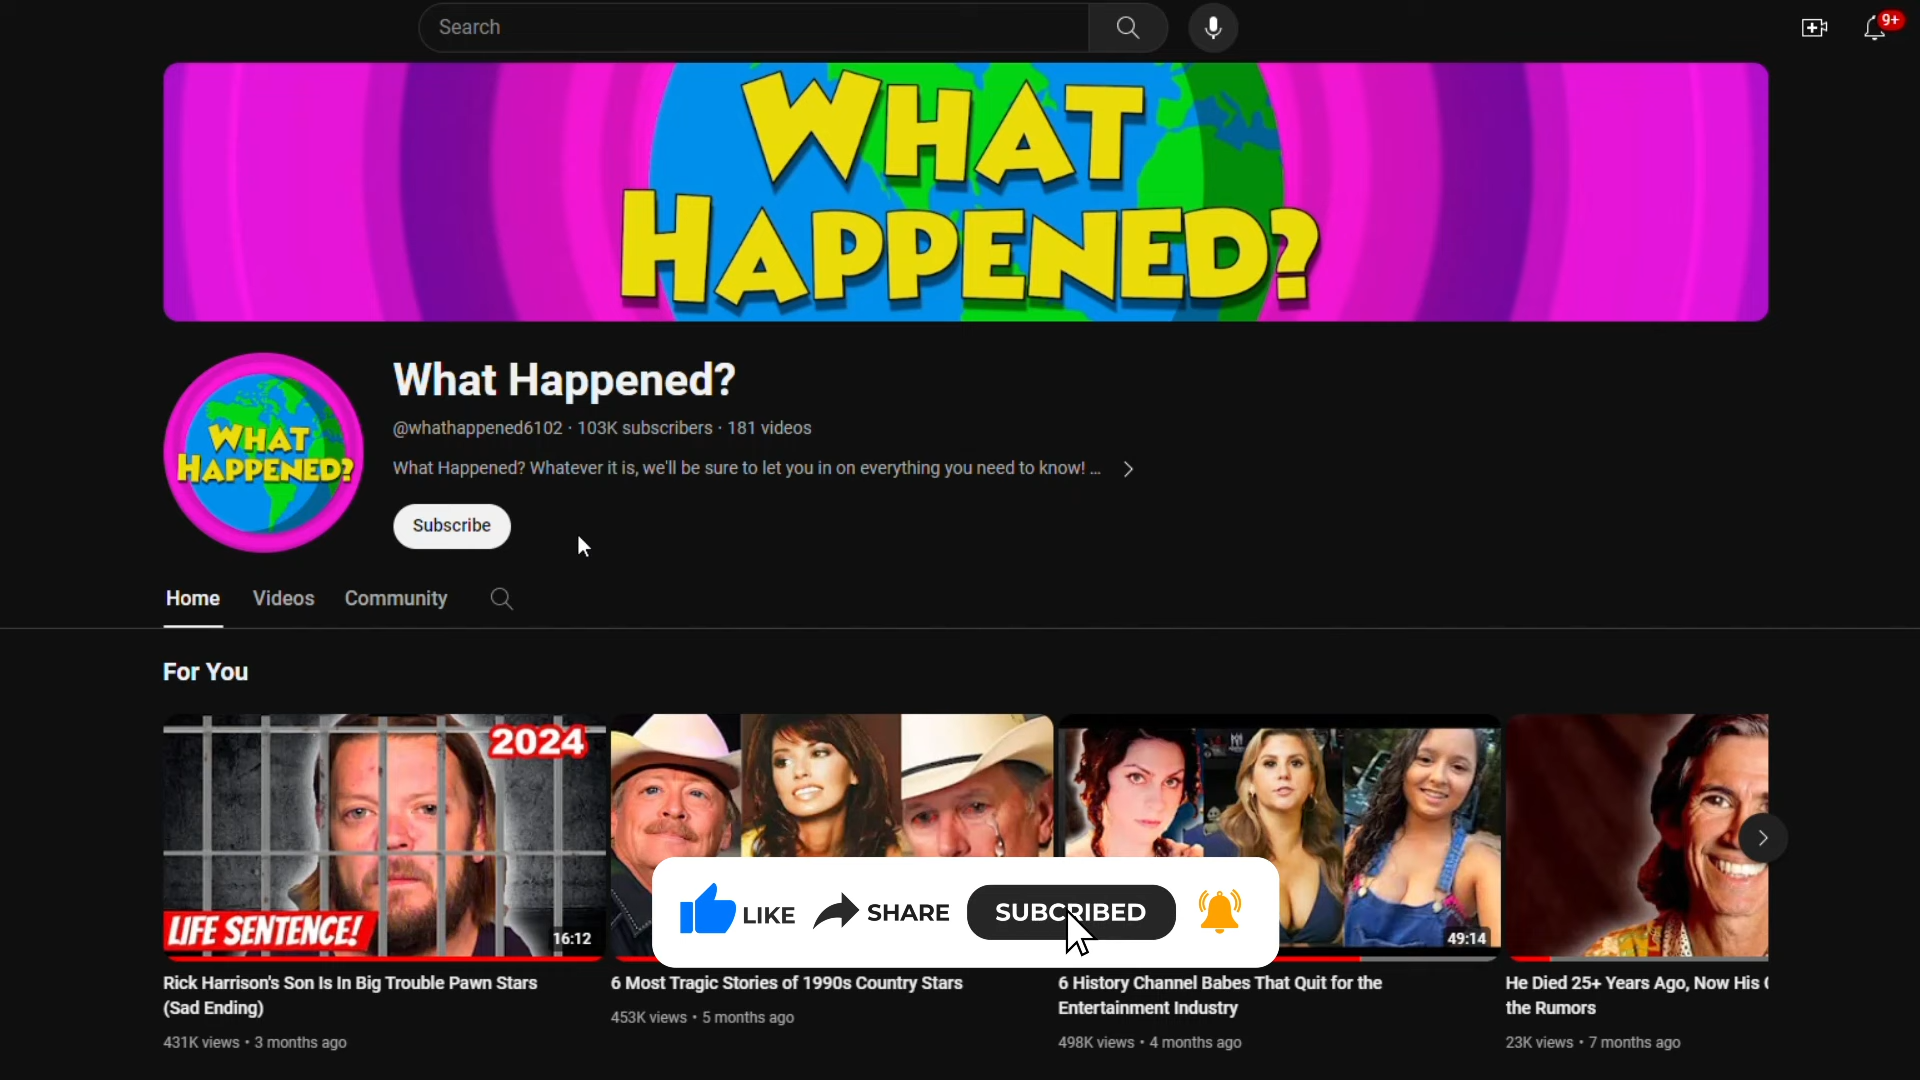 Search
9+
WHAT
HAPPENED?
WHAT
HAPPENED?
What Happened?
@whathappened6102 · 103K subscribers · 181 videos
What Happened? Whatever it is, we'll be sure to let you in on everything you need to know! ...
Subscribe
Home Videos Community
For You
2024
LIFE SENTENCE!
16:12
49:14
LIKE SHARE SUBCRIBED
Rick Harrison's Son Is In Big Trouble Pawn Stars
(Sad Ending)
431K views • 3 months ago
6 Most Tragic Stories of 1990s Country Stars
453K views • 5 months ago
6 History Channel Babes That Quit for the
Entertainment Industry
498K views • 4 months ago
He Died 25+ Years Ago, Now His
the Rumors
23K views • 7 months ago